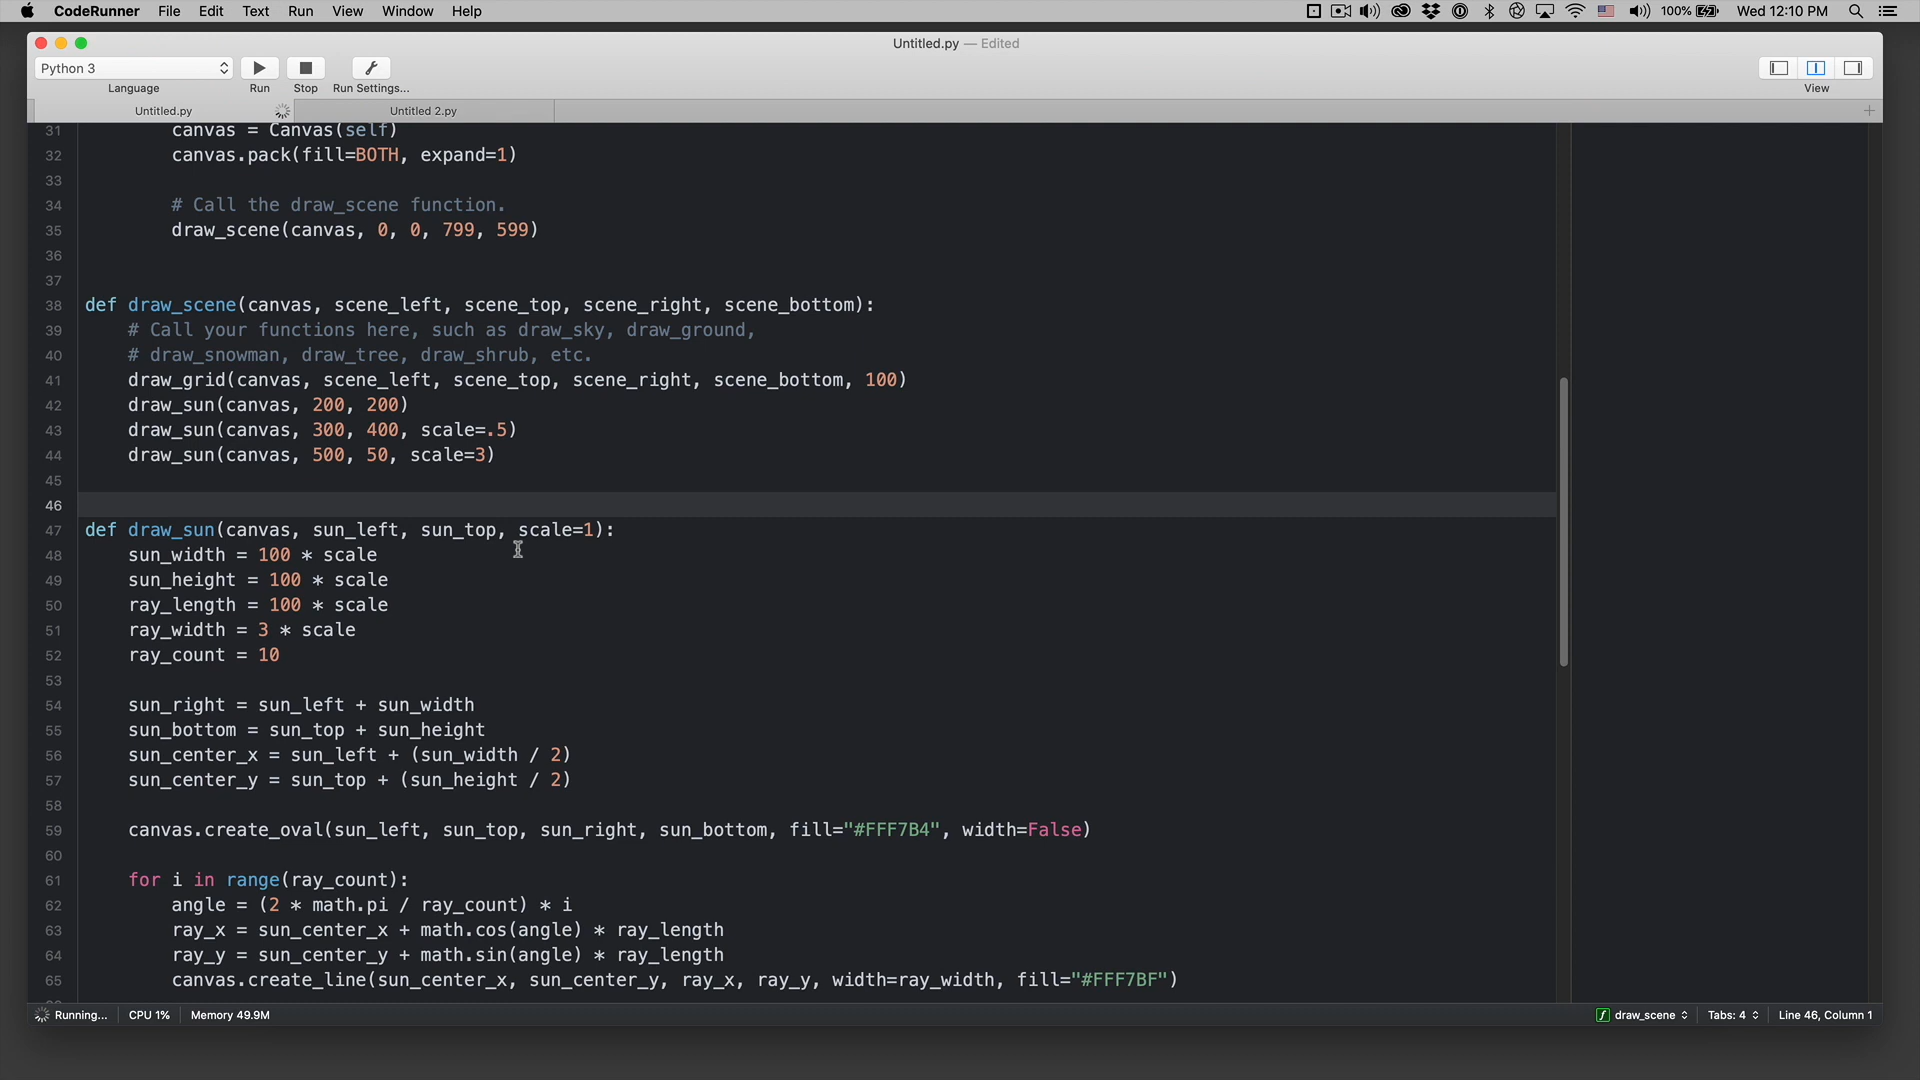 CodeRunner File Edit Text Run View Window Help 100% Wed 12:10 PM
Untitled.py — Edited
Python 3
Language Run Stop Run Settings... View
Untitled.py Untitled 2.py
31 canvas = Canvas(self)
32 canvas.pack(fill=BOTH, expand=1)
33
34 # Call the draw_scene function.
35 draw_scene(canvas, 0, 0, 799, 599)
36
37
38 def draw_scene(canvas, scene_left, scene_top, scene_right, scene_bottom):
39 # Call your functions here, such as draw_sky, draw_ground,
40 # draw_snowman, draw_tree, draw_shrub, etc.
41 draw_grid(canvas, scene_left, scene_top, scene_right, scene_bottom, 100)
42 draw_sun(canvas, 200, 200)
43 draw_sun(canvas, 300, 400, scale=.5)
44 draw_sun(canvas, 500, 50, scale=3)
45
46
47 def draw_sun(canvas, sun_left, sun_top, scale=1):
48 sun_width = 100 * scale
49 sun_height = 100 * scale
50 ray_length = 100 * scale
51 ray_width = 3 * scale
52 ray_count = 10
53
54 sun_right = sun_left + sun_width
55 sun_bottom = sun_top + sun_height
56 sun_center_x = sun_left + (sun_width / 2)
57 sun_center_y = sun_top + (sun_height / 2)
58
59 canvas.create_oval(sun_left, sun_top, sun_right, sun_bottom, fill="#FFF7B4", width=False)
60
61 for i in range(ray_count):
62 angle = (2 * math.pi / ray_count) * i
63 ray_x = sun_center_x + math.cos(angle) * ray_length
64 ray_y = sun_center_y + math.sin(angle) * ray_length
65 canvas.create_line(sun_center_x, sun_center_y, ray_x, ray_y, width=ray_width, fill="#FFF7BF")
Running... CPU 1% Memory 49.9M draw_scene Tabs: 4 Line 46, Column 1